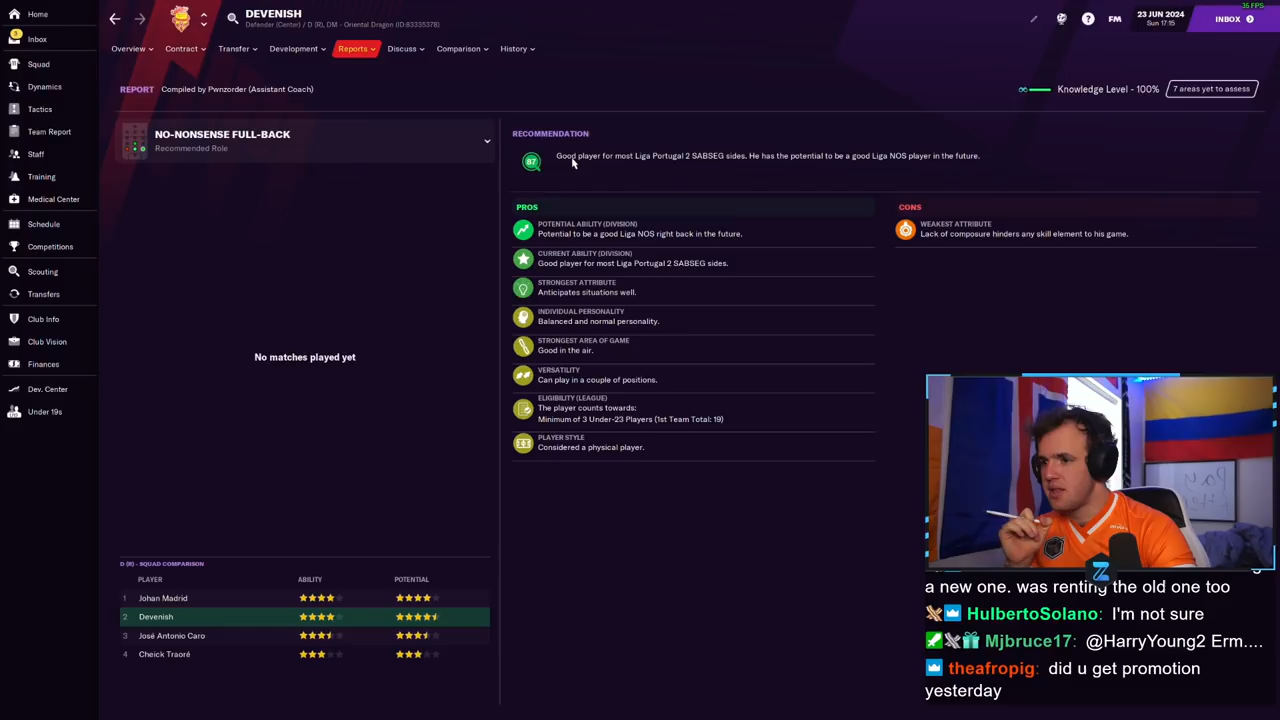 36 FPS
Home
3
Inbox
Squad
Dynamics
Tactics
Team Report
Staff
Training
Medical Center
Schedule
Competitions
Scouting
Transfers
Club Info
Club Vision
Finances
Dev. Center
Under 19s
DEVENISH
Defender (Center) / D (R), DM - Oriental Dragon (ID:83335378)
FM
23 JUN 2024
Sun 17:15
INBOX
Overview
Contract
Transfer
Development
Reports
Discuss
Comparison
History
REPORT
Compiled by Pwnzorder (Assistant Coach)
Knowledge Level - 100%
7 areas yet to assess
NO-NONSENSE FULL-BACK
Recommended Role
No matches played yet
D (R) - SQUAD COMPARISON
PLAYER ABILITY POTENTIAL
1 Johan Madrid
2 Devenish
3 José Antonio Caro
4 Cheick Traoré
RECOMMENDATION
87
Good player for most Liga Portugal 2 SABSEG sides. He has the potential to be a good Liga NOS player in the future.
PROS
POTENTIAL ABILITY (DIVISION)
Potential to be a good Liga NOS right back in the future.
CURRENT ABILITY (DIVISION)
Good player for most Liga Portugal 2 SABSEG sides.
STRONGEST ATTRIBUTE
Anticipates situations well.
INDIVIDUAL PERSONALITY
Balanced and normal personality.
STRONGEST AREA OF GAME
Good in the air.
VERSATILITY
Can play in a couple of positions.
ELIGIBILITY (LEAGUE)
The player counts towards:
Minimum of 3 Under-23 Players (1st Team Total: 19)
PLAYER STYLE
Considered a physical player.
CONS
WEAKEST ATTRIBUTE
Lack of composure hinders any skill element to his game.
a new one. was renting the old one too
HulbertoSolano: I'm not sure
Mjbruce17: @HarryYoung2 Erm....
theafropig: did u get promotion
yesterday